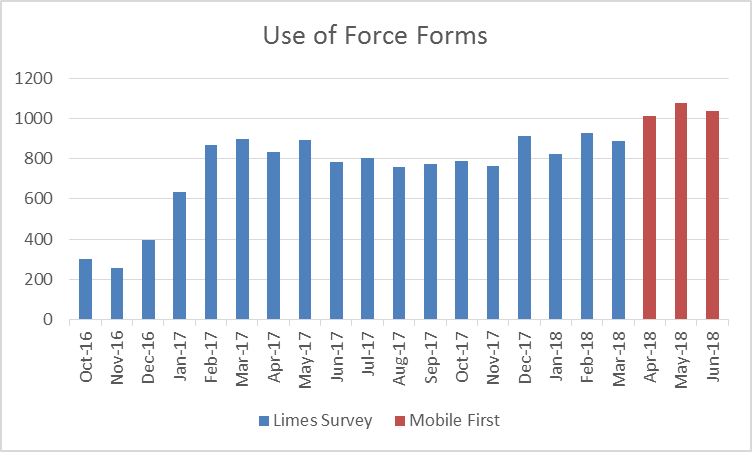 Use of Force Forms
1200
1000
800
600
400
200
0
Oct-16
Nov-16
Dec-16
Jan-17
Feb-17
Mar-17
Apr-17
May-17
Jun-17
Jul-17
Aug-17
Sep-17
Oct-17
Nov-17
Dec-17
Jan-18
Feb-18
Mar-18
Apr-18
May-18
Jun-18
Limes Survey
Mobile First